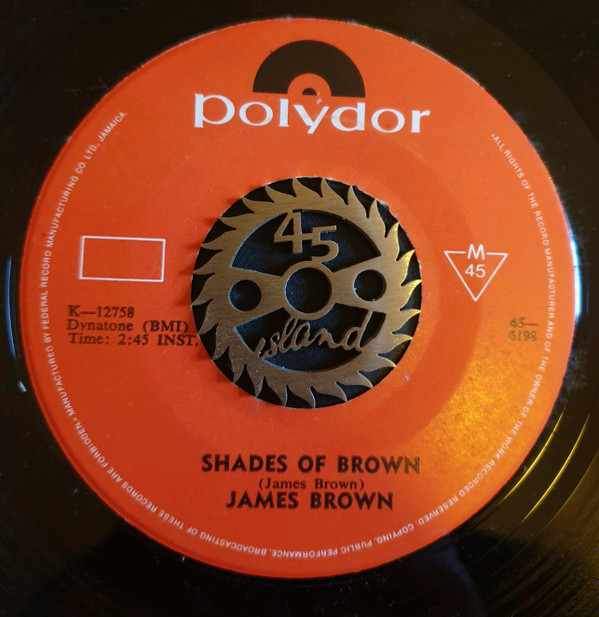 polydor
45
island
M
45
K—12758
Dynatone (BMI)
Time: 2:45 INST.
45—
SHADES OF BROWN
(James Brown)
JAMES BROWN
MANUFACTURED BY FEDERAL RECORD MANUFACTURING CO. LTD., JAMAICA.
ALL RIGHTS OF THE RECORD MANUFACTURER AND OF THE OWNER OF THE WORK RECORDED RESERVED. COPYING, PUBLIC PERFORMANCE, BROADCASTING OF THESE RECORDS ARE FORBIDDEN